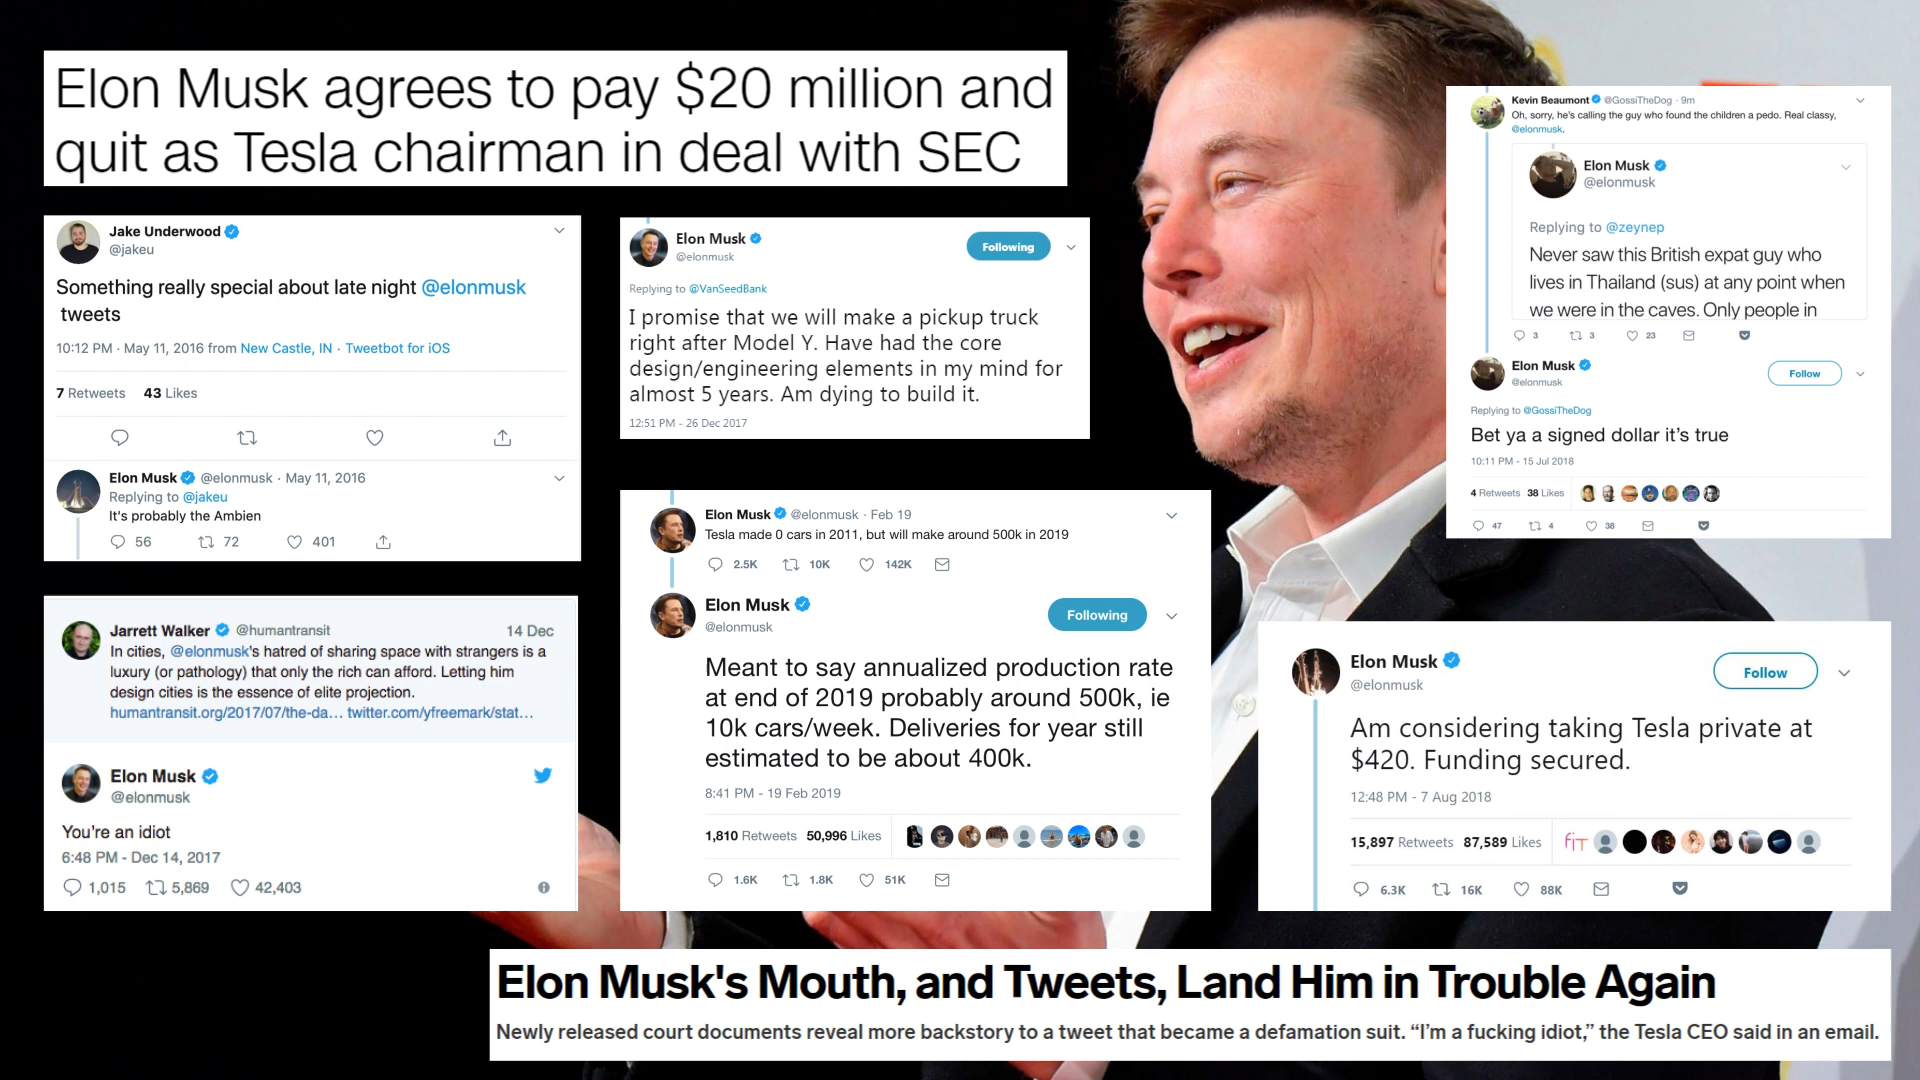 Elon Musk agrees to pay $20 million and
quit as Tesla chairman in deal with SEC
Jake Underwood
@jakeu
Something really special about late night @elonmusk
tweets
10:12 PM · May 11, 2016 from New Castle, IN · Tweetbot for iOS
7 Retweets 43 Likes
Elon Musk @elonmusk · May 11, 2016
Replying to @jakeu
It's probably the Ambien
56 72 401
Jarrett Walker @humantransit 14 Dec
In cities, @elonmusk's hatred of sharing space with strangers is a
luxury (or pathology) that only the rich can afford. Letting him
design cities is the essence of elite projection.
humantransit.org/2017/07/the-da... twitter.com/yfreemark/stat...
Elon Musk
@elonmusk
You're an idiot
6:48 PM - Dec 14, 2017
1,015 5,869 42,403
Elon Musk
@elonmusk
Following
Replying to @VanSeedBank
I promise that we will make a pickup truck
right after Model Y. Have had the core
design/engineering elements in my mind for
almost 5 years. Am dying to build it.
12:51 PM - 26 Dec 2017
Elon Musk @elonmusk · Feb 19
Tesla made 0 cars in 2011, but will make around 500k in 2019
2.5K 10K 142K
Elon Musk
@elonmusk
Following
Meant to say annualized production rate
at end of 2019 probably around 500k, ie
10k cars/week. Deliveries for year still
estimated to be about 400k.
8:41 PM - 19 Feb 2019
1,810 Retweets 50,996 Likes
1.6K 1.8K 51K
Kevin Beaumont @GossiTheDog · 9m
Oh, sorry, he's calling the guy who found the children a pedo. Real classy,
@elonmusk.
Elon Musk
@elonmusk
Replying to @zeynep
Never saw this British expat guy who
lives in Thailand (sus) at any point when
we were in the caves. Only people in
3 3 23
Elon Musk
@elonmusk
Follow
Replying to @GossiTheDog
Bet ya a signed dollar it's true
10:11 PM - 15 Jul 2018
4 Retweets 38 Likes
47 4 38
Elon Musk
@elonmusk
Follow
Am considering taking Tesla private at
$420. Funding secured.
12:48 PM - 7 Aug 2018
15,897 Retweets 87,589 Likes
fiT
6.3K 16K 88K
Elon Musk's Mouth, and Tweets, Land Him in Trouble Again
Newly released court documents reveal more backstory to a tweet that became a defamation suit. “I'm a fucking idiot,” the Tesla CEO said in an email.